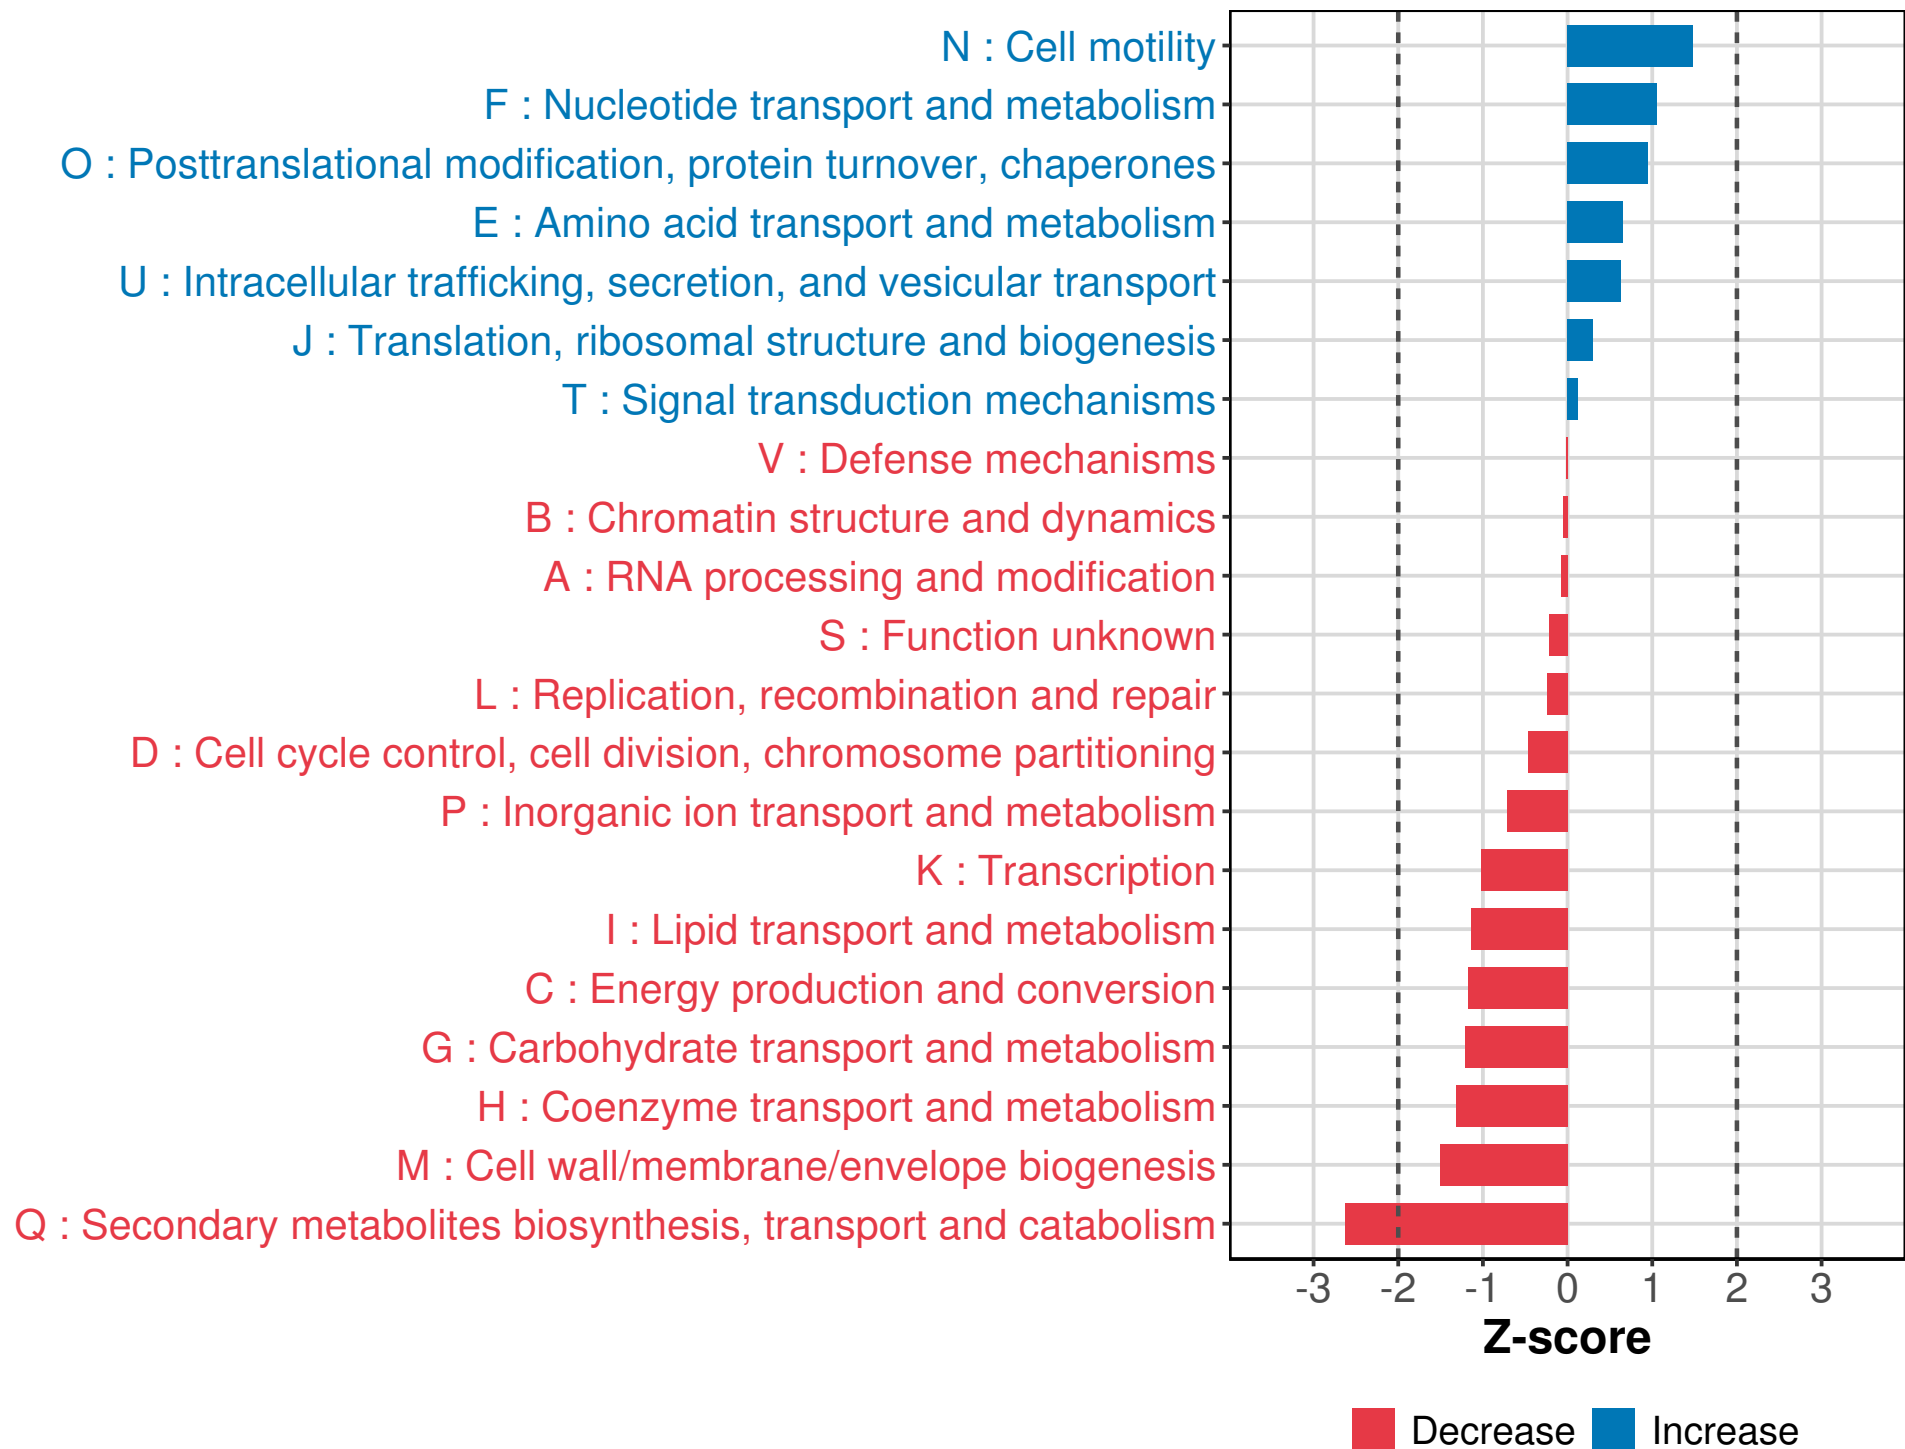 N : Cell motility
F : Nucleotide transport and metabolism
O : Posttranslational modification, protein turnover, chaperones
E : Amino acid transport and metabolism
U : Intracellular trafficking, secretion, and vesicular transport
J : Translation, ribosomal structure and biogenesis
T : Signal transduction mechanisms
V : Defense mechanisms
B : Chromatin structure and dynamics
A : RNA processing and modification
S : Function unknown
L : Replication, recombination and repair
D : Cell cycle control, cell division, chromosome partitioning
P : Inorganic ion transport and metabolism
K : Transcription
I : Lipid transport and metabolism
C : Energy production and conversion
G : Carbohydrate transport and metabolism
H : Coenzyme transport and metabolism
M : Cell wall/membrane/envelope biogenesis
Q : Secondary metabolites biosynthesis, transport and catabolism
-3 -2 -1 0 1 2 3
Z-score
Decrease Increase